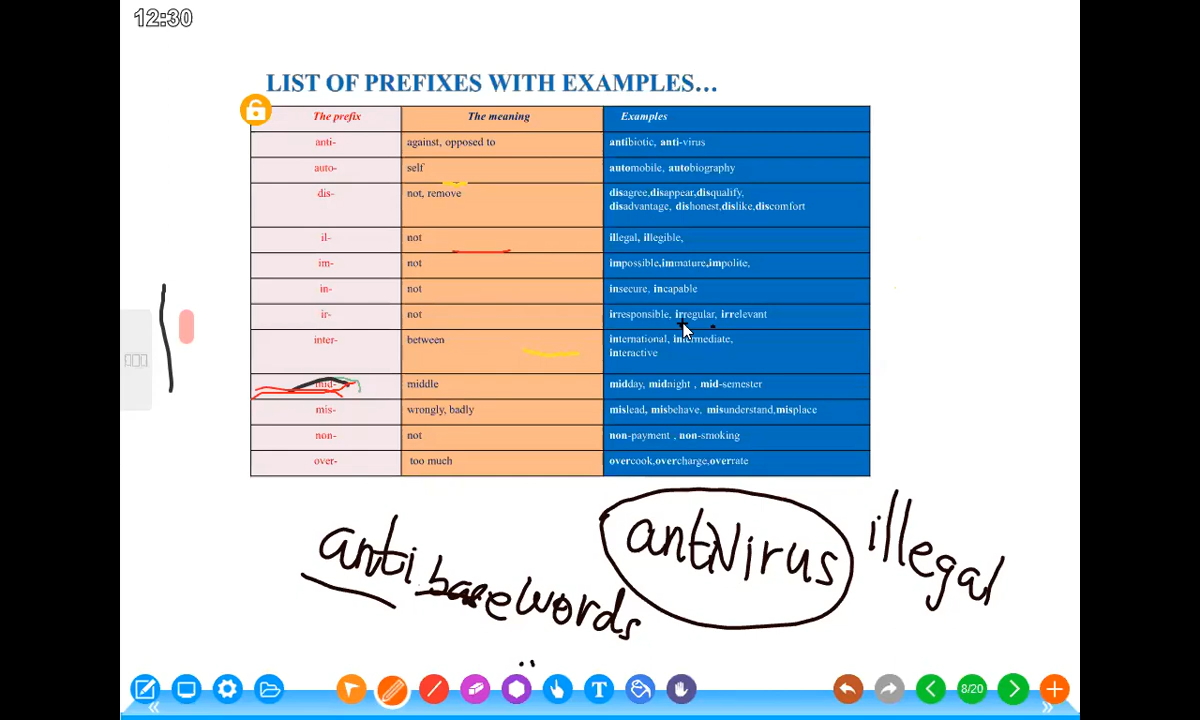 12:30
LIST OF PREFIXES WITH EXAMPLES...
The prefix The meaning Examples
anti- against, opposed to antibiotic, anti-virus
auto- self automobile, autobiography
dis- not, remove disagree,disappear,disqualify,
disadvantage, dishonest,dislike,discomfort
il- not illegal, illegible,
im- not impossible,immature,impolite,
in- not insecure, incapable
ir- not irresponsible, irregular, irrelevant
inter- between international, intermediate,
interactive
mid- middle midday, midnight , mid-semester
mis- wrongly, badly mislead, misbehave, misunderstand,misplace
non- not non-payment , non-smoking
over- too much overcook,overcharge,overrate
anti base words
antivirus
illegal
8/20